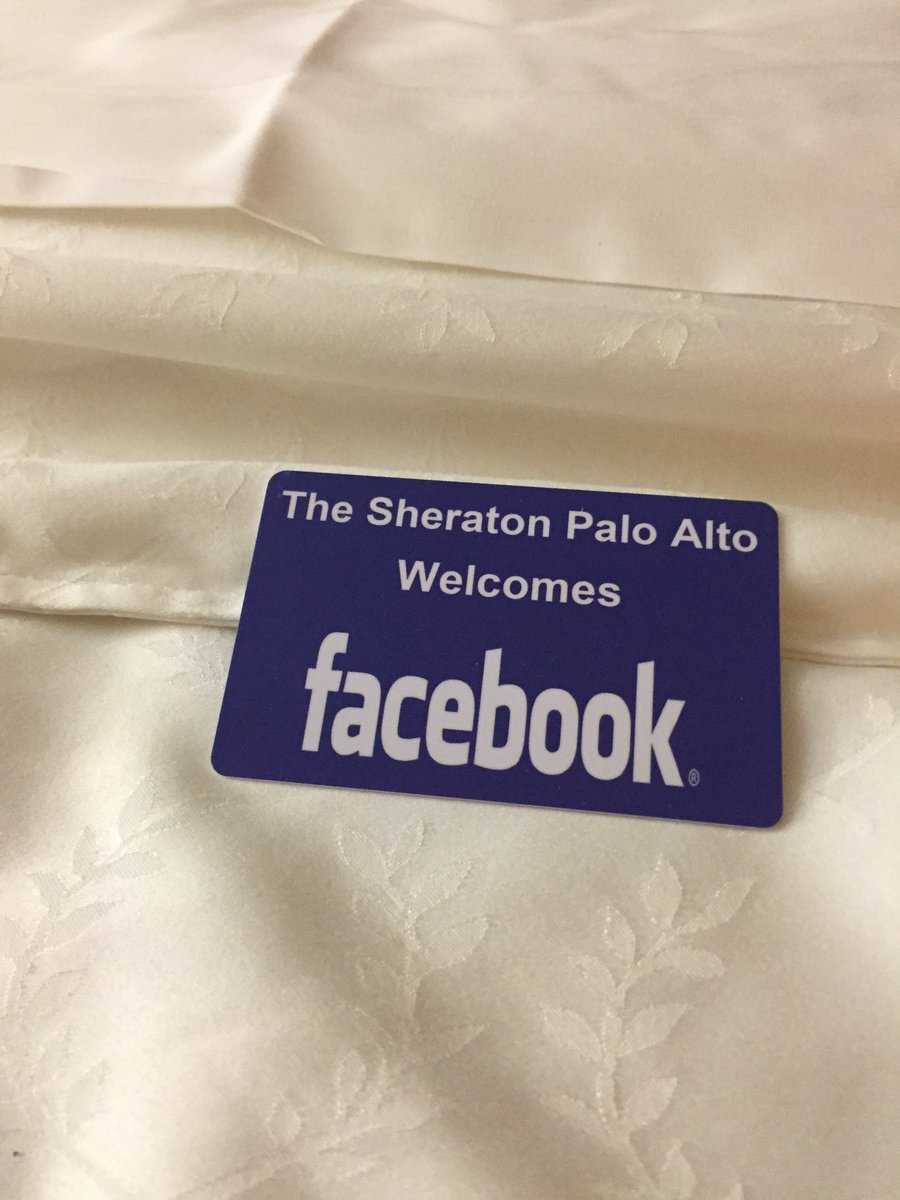 The Sheraton Palo Alto
Welcomes
facebook®